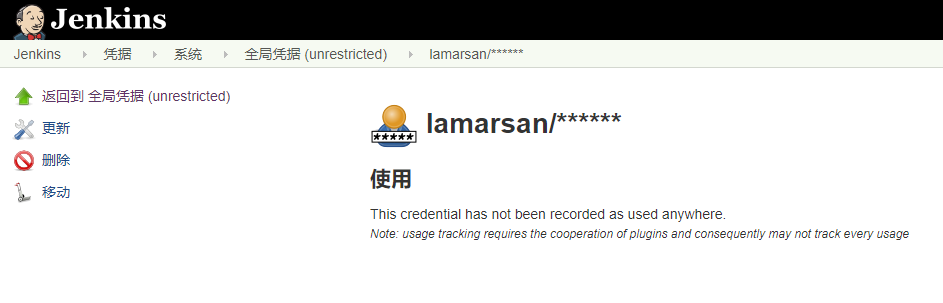 Jenkins
Jenkins 凭据 系统 全局凭据 (unrestricted) lamarsan/******
返回到 全局凭据 (unrestricted)
更新
删除
移动
***** lamarsan/******
使用
This credential has not been recorded as used anywhere.
Note: usage tracking requires the cooperation of plugins and consequently may not track every usage